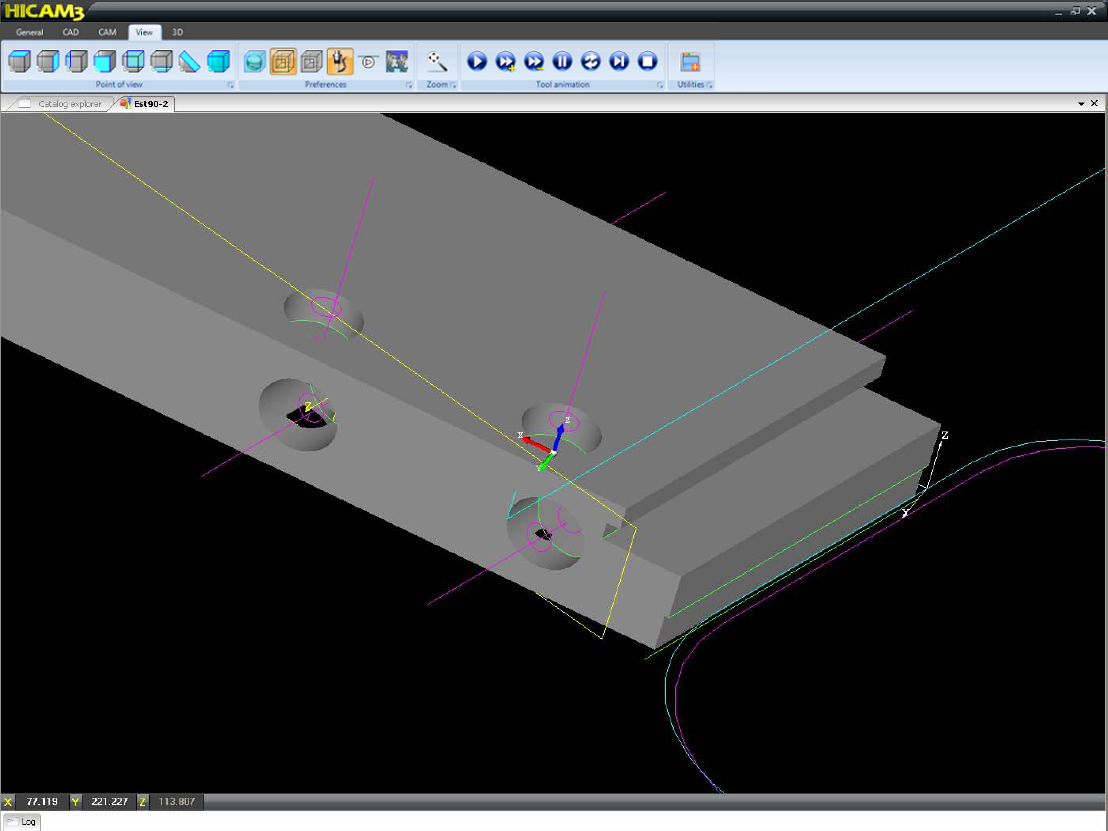 HICAM3
General CAD CAM View 3D
Point of view Preferences Zoom Tool animation Utilities
Catalog explorer Est90-2
Z
Z
X
Y
Z
Y
X 77.119 Y 221.227 Z 113.807
Log